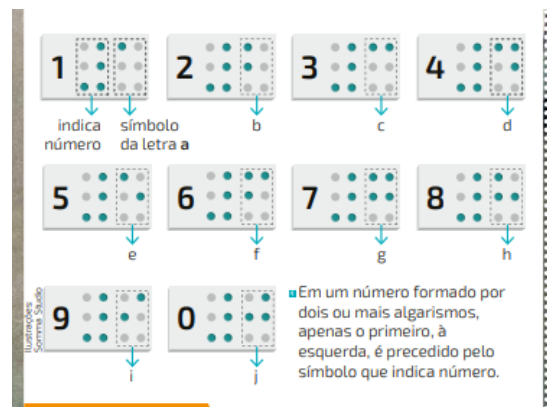 1
2
3
4
indica
número
símbolo
da letra a
b
c
d
5
6
7
8
e
f
g
h
9
0
i
j
Em um número formado por
dois ou mais algarismos,
apenas o primeiro, à
esquerda, é precedido pelo
símbolo que indica número.
Ilustrações
Somma Studio